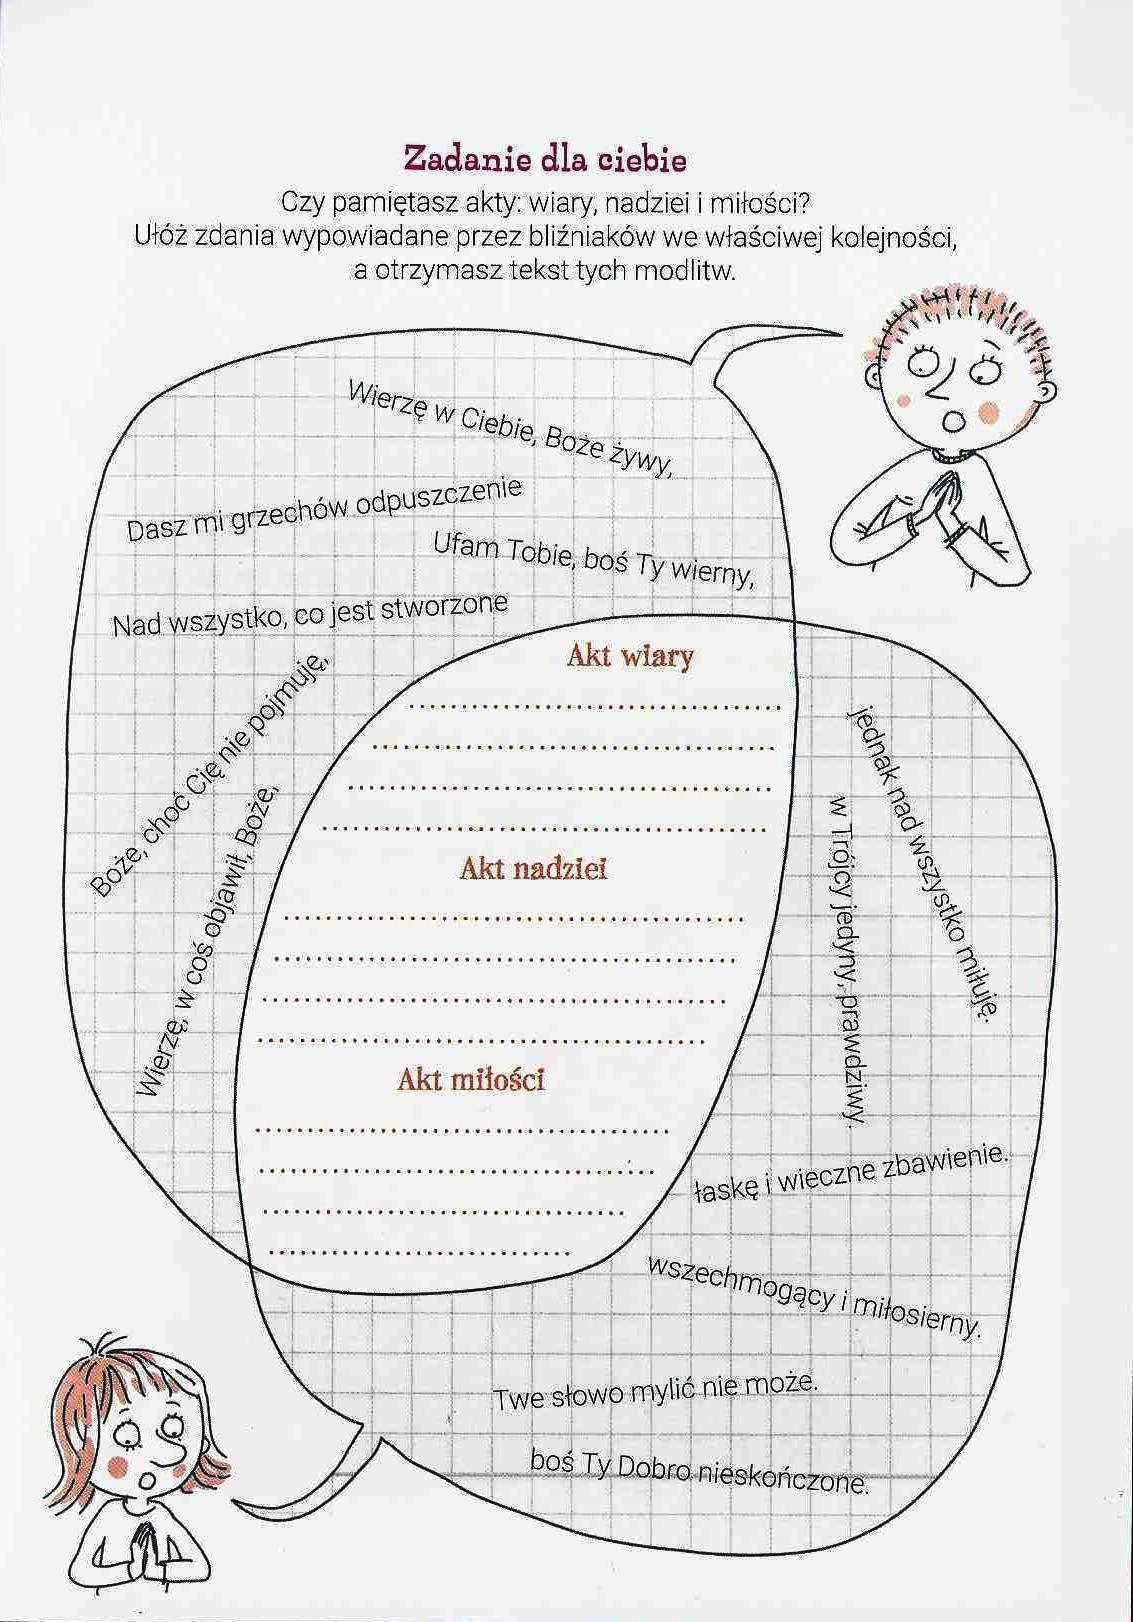 Zadanie dla ciebie
Czy pamiętasz akty: wiary, nadziei i miłości?
Ułóż zdania wypowiadane przez bliźniaków we właściwej kolejności,
a otrzymasz tekst tych modlitw.
Wierzę w Ciebie, Boże żywy,
Dasz mi grzechów odpuszczenie
Ufam Tobie, boś Ty wierny,
Nad wszystko, co jest stworzone
Boże, choć Cię nie pojmuję,
Wierzę, w coś objawił, Boże,
Akt wiary
Akt nadziei
Akt miłości
jednak nad wszystko miłuję.
w Trójcy jedyny, prawdziwy.
łaskę i wieczne zbawienie.
wszechmogący i miłosierny.
Twe słowo mylić nie może.
boś Ty Dobro nieskończone.